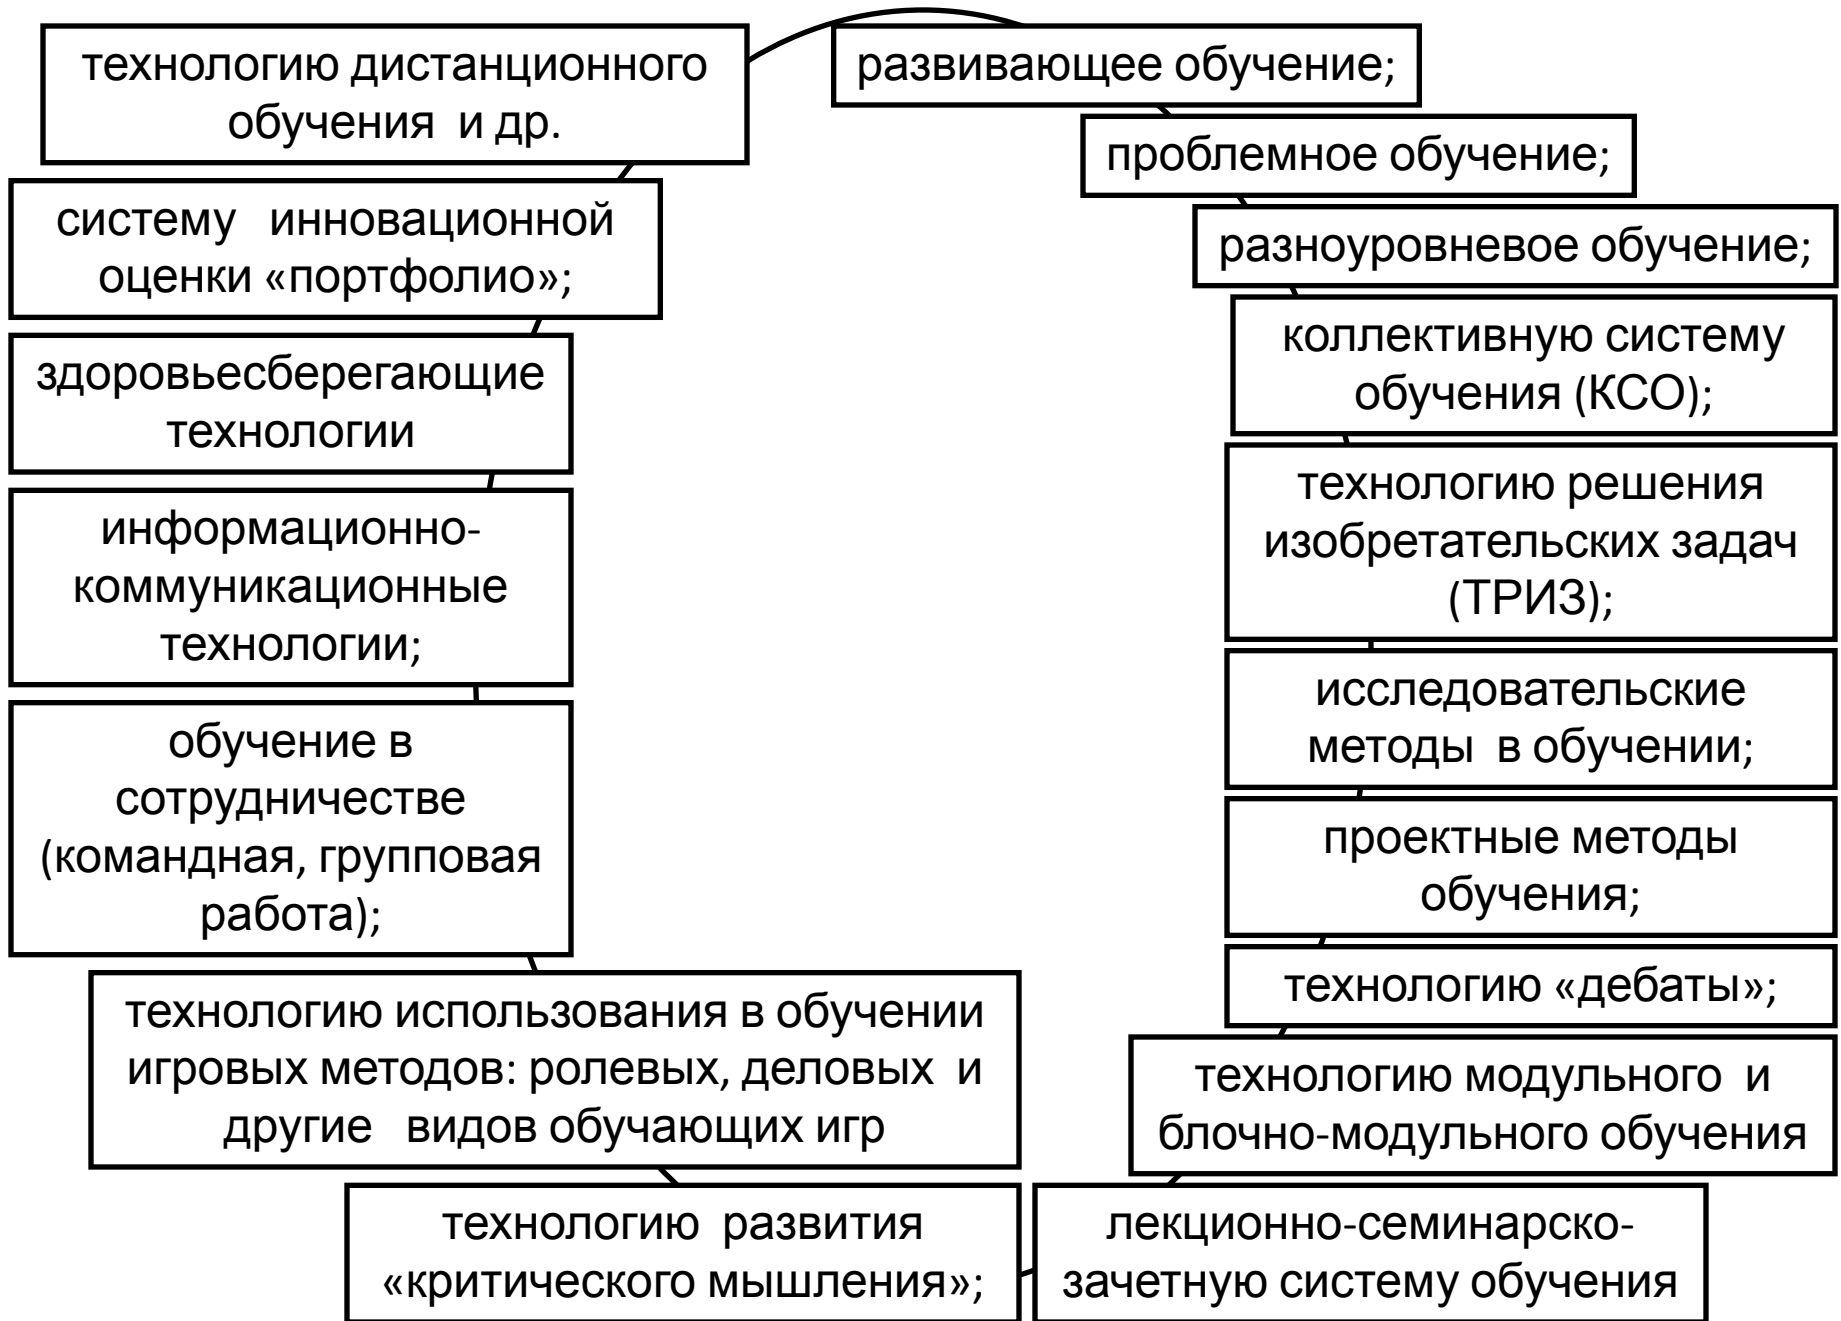 развивающее обучение;
проблемное обучение;
разноуровневое обучение;
коллективную систему
обучения (КСО);
технологию решения
изобретательских задач
(ТРИЗ);
исследовательские
методы в обучении;
проектные методы
обучения;
технологию «дебаты»;
технологию модульного и
блочно-модульного обучения
лекционно-семинарско-
зачетную систему обучения
технологию развития
«критического мышления»;
технологию использования в обучении
игровых методов: ролевых, деловых и
другие видов обучающих игр
обучение в
сотрудничестве
(командная, групповая
работа);
информационно-
коммуникационные
технологии;
здоровьесберегающие
технологии
систему инновационной
оценки «портфолио»;
технологию дистанционного
обучения и др.